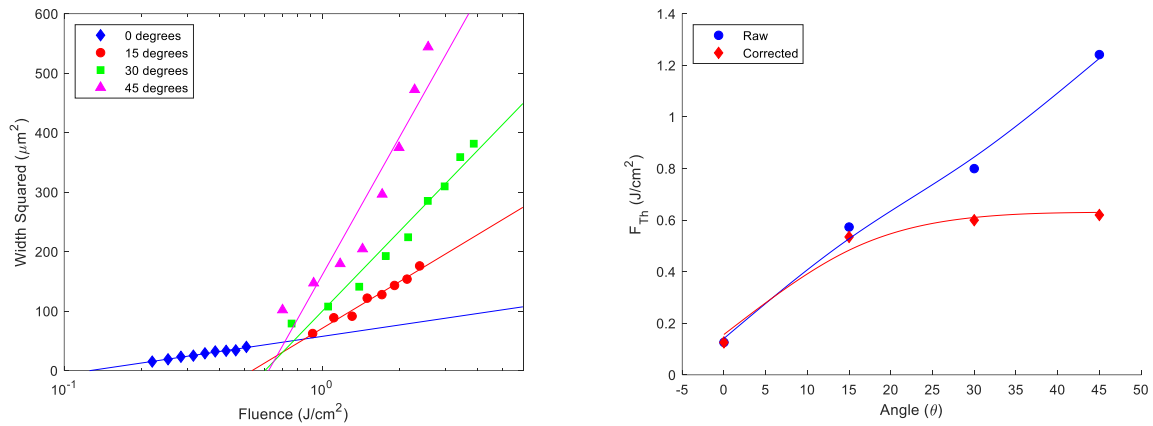 600
500
400
300
200
100
0
Width Squared (μm²)
0 degrees
15 degrees
30 degrees
45 degrees
10⁻¹
10⁰
Fluence (J/cm²)
1.4
1.2
1
0.8
0.6
0.4
0.2
0
F_Th (J/cm²)
Raw
Corrected
-5
0
5
10
15
20
25
30
35
40
45
50
Angle (θ)